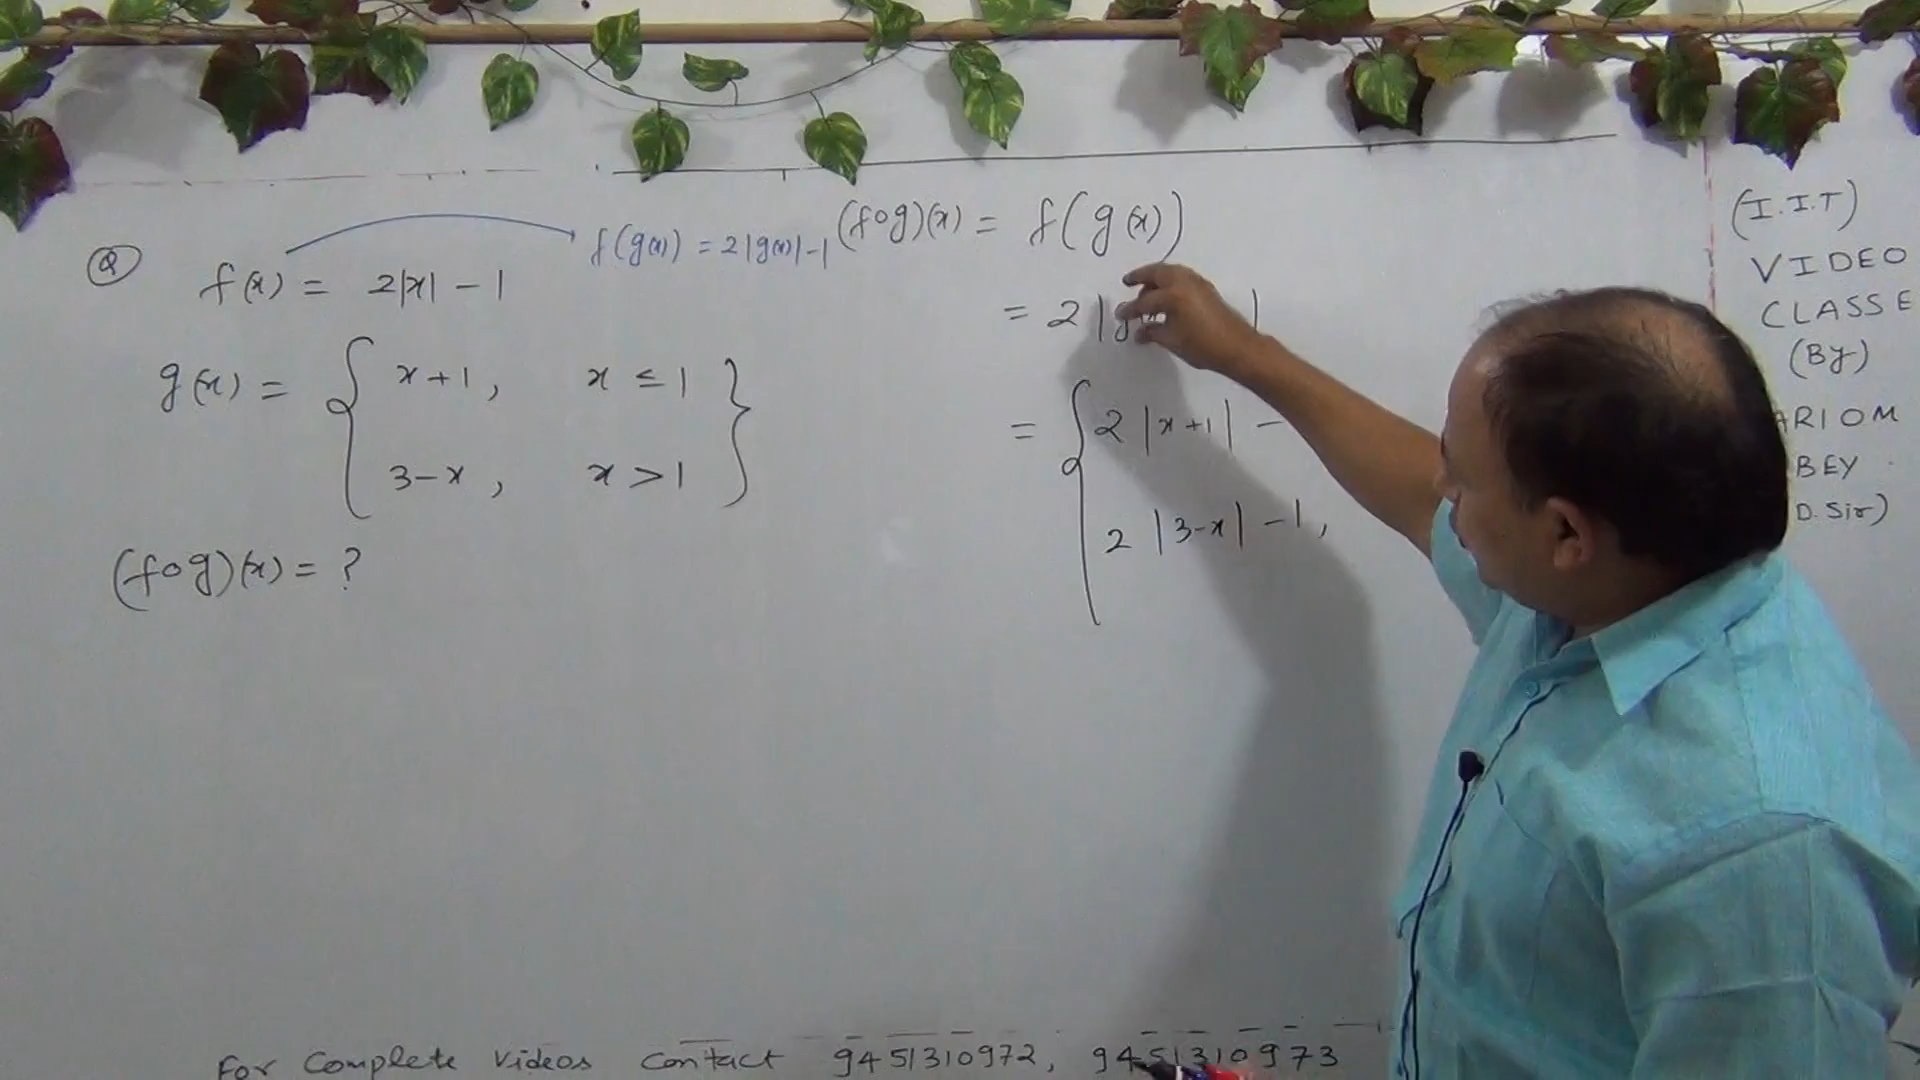 Q
f(x) = 2|x| - 1
f(g(x)) = 2|g(x)| - 1
g(x) = { x+1, x ≤ 1
3-x, x > 1 }
(fog)(x) = ?
(fog)(x) = f(g(x))
= 2 |g
= { 2 |x+1| -
2 |3-x| - 1,
(I.I.T)
VIDEO
CLASSE
(By)
ARIOM
BEY
D. Sir)
For Complete Videos Contact 9451310972, 9451310973